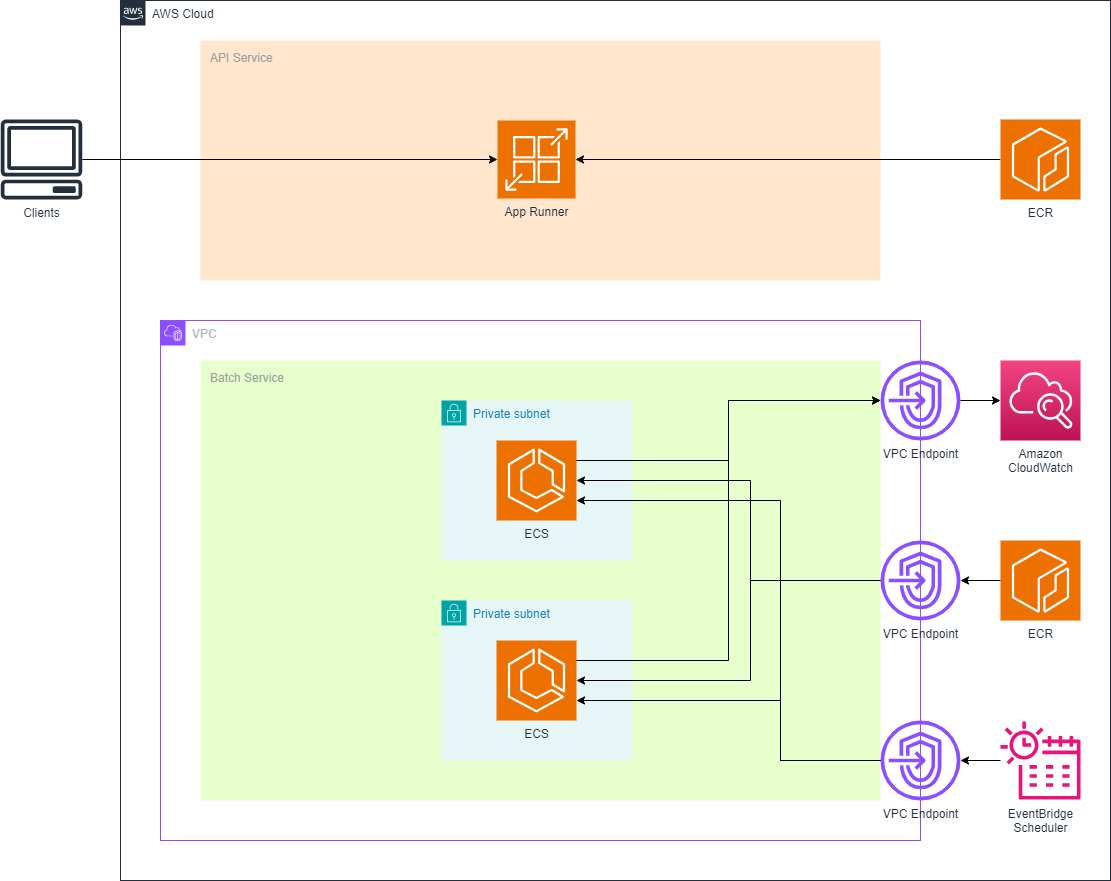 aws
AWS Cloud
API Service
Clients
App Runner
ECR
VPC
Batch Service
Private subnet
ECS
VPC Endpoint
Amazon
CloudWatch
Private subnet
ECS
VPC Endpoint
ECR
VPC Endpoint
EventBridge
Scheduler